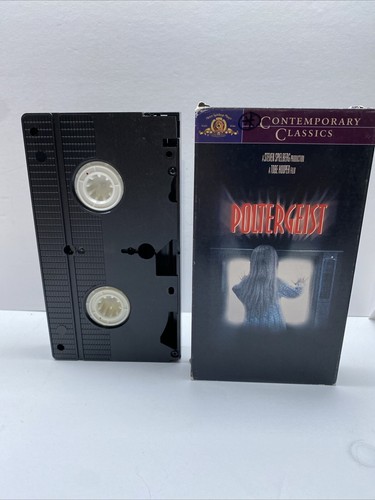 CONTEMPORARY
CLASSICS
A STEVEN SPIELBERG PRODUCTION
A TOBE HOOPER FILM
POLTERGEIST